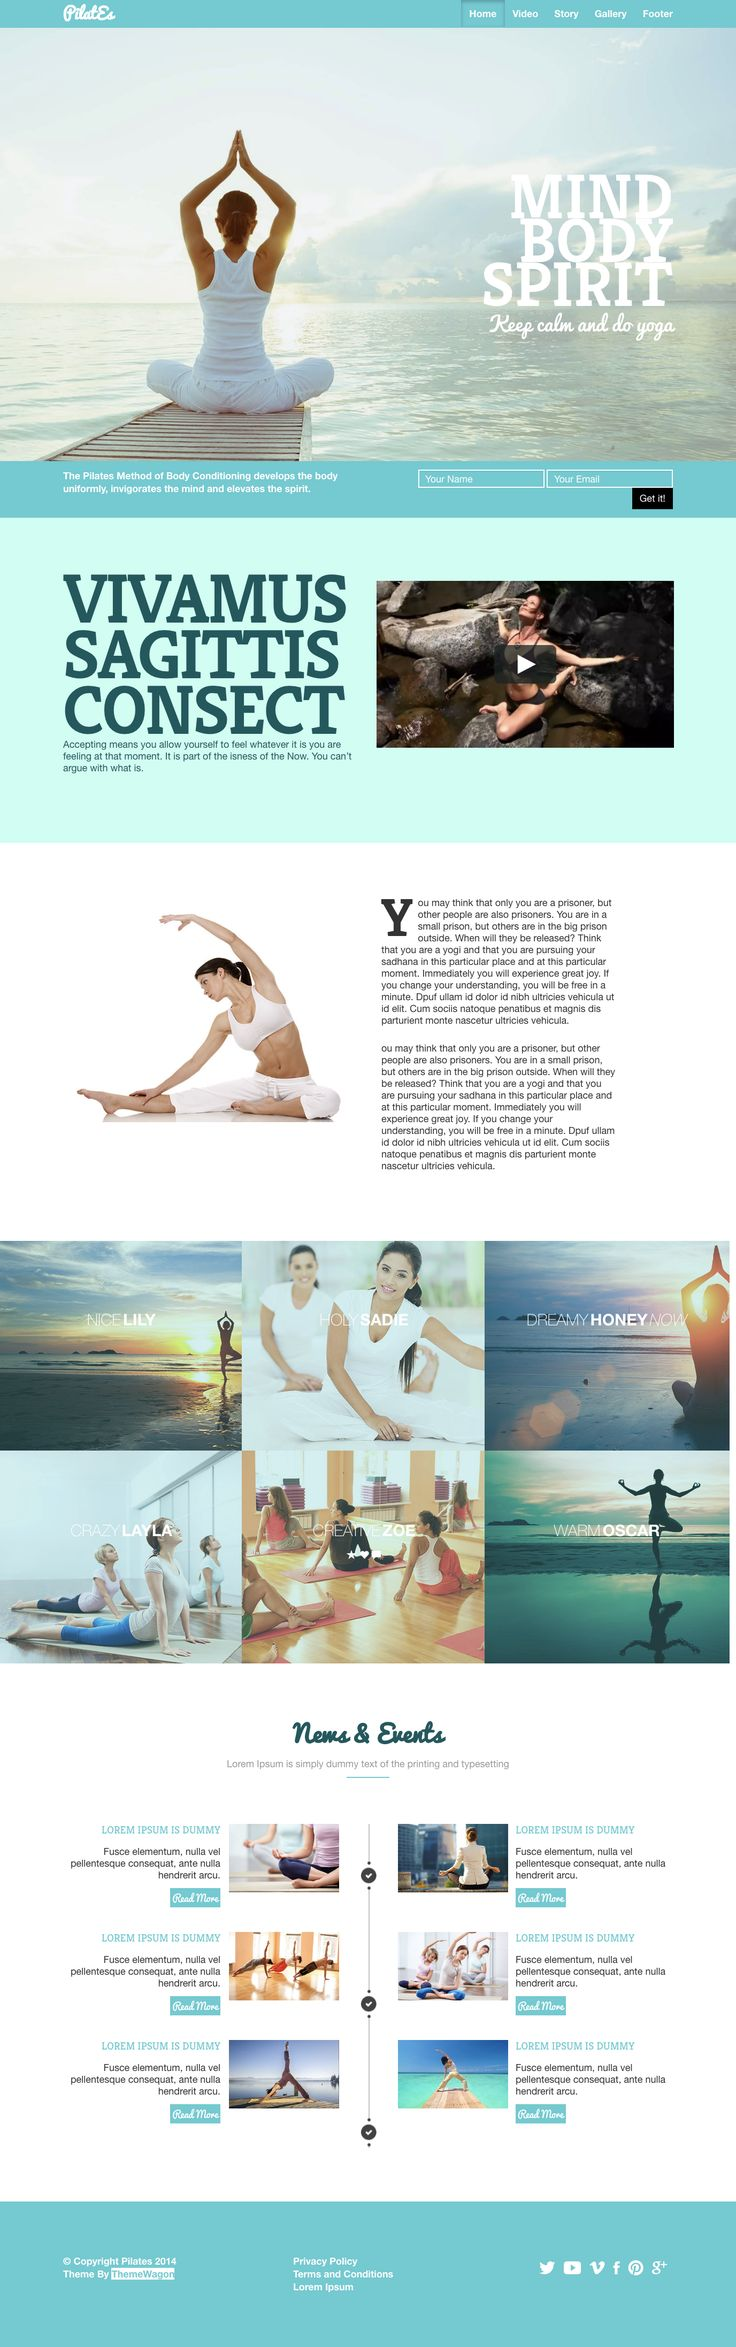 PilatEs
Home Video Story Gallery Footer
MIND
BODY
SPIRIT
Keep calm and do yoga
The Pilates Method of Body Conditioning develops the body
uniformly, invigorates the mind and elevates the spirit.
Your Name
Your Email
Get it!
VIVAMUS
SAGITTIS
CONSECT
Accepting means you allow yourself to feel whatever it is you are
feeling at that moment. It is part of the isness of the Now. You can't
argue with what is.
You may think that only you are a prisoner, but
other people are also prisoners. You are in a
small prison, but others are in the big prison
outside. When will they be released? Think
that you are a yogi and that you are pursuing your
sadhana in this particular place and at this particular
moment. Immediately you will experience great joy. If
you change your understanding, you will be free in a
minute. Dpuf ullam id dolor id nibh ultricies vehicula ut
id elit. Cum sociis natoque penatibus et magnis dis
parturient monte nascetur ultricies vehicula.
ou may think that only you are a prisoner, but other
people are also prisoners. You are in a small prison,
but others are in the big prison outside. When will they
be released? Think that you are a yogi and that you
are pursuing your sadhana in this particular place and
at this particular moment. Immediately you will
experience great joy. If you change your
understanding, you will be free in a minute. Dpuf ullam
id dolor id nibh ultricies vehicula ut id elit. Cum sociis
natoque penatibus et magnis dis parturient monte
nascetur ultricies vehicula.
NICE LILY
HOLY SADIE
DREAMY HONEY NOW
CRAZY LAYLA
CREATIVE ZOE
WARM OSCAR
News & Events
Lorem Ipsum is simply dummy text of the printing and typesetting
LOREM IPSUM IS DUMMY
Fusce elementum, nulla vel
pellentesque consequat, ante nulla
hendrerit arcu.
Read More
LOREM IPSUM IS DUMMY
Fusce elementum, nulla vel
pellentesque consequat, ante nulla
hendrerit arcu.
Read More
LOREM IPSUM IS DUMMY
Fusce elementum, nulla vel
pellentesque consequat, ante nulla
hendrerit arcu.
Read More
LOREM IPSUM IS DUMMY
Fusce elementum, nulla vel
pellentesque consequat, ante nulla
hendrerit arcu.
Read More
LOREM IPSUM IS DUMMY
Fusce elementum, nulla vel
pellentesque consequat, ante nulla
hendrerit arcu.
Read More
LOREM IPSUM IS DUMMY
Fusce elementum, nulla vel
pellentesque consequat, ante nulla
hendrerit arcu.
Read More
© Copyright Pilates 2014
Theme By ThemeWagon
Privacy Policy
Terms and Conditions
Lorem Ipsum